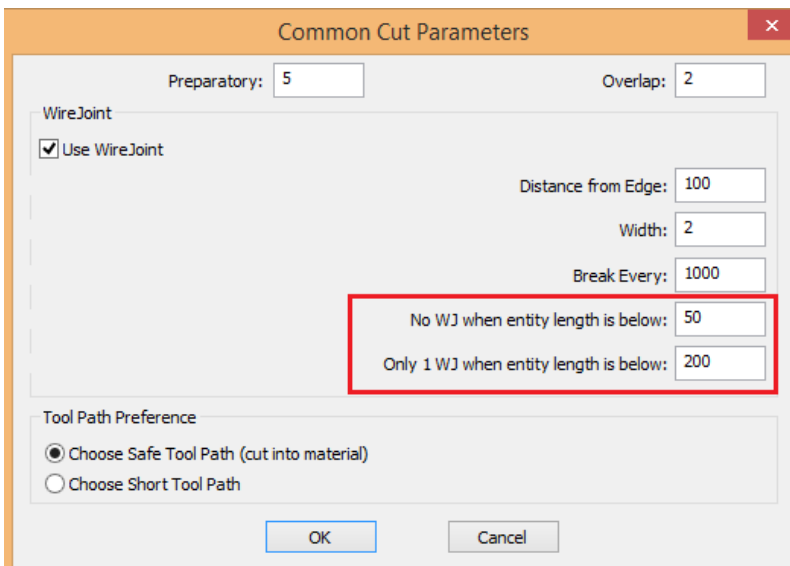 Common Cut Parameters
Preparatory: 5 Overlap: 2
WireJoint
Use WireJoint
Distance from Edge: 100
Width: 2
Break Every: 1000
No WJ when entity length is below: 50
Only 1 WJ when entity length is below: 200
Tool Path Preference
Choose Safe Tool Path (cut into material)
Choose Short Tool Path
OK Cancel